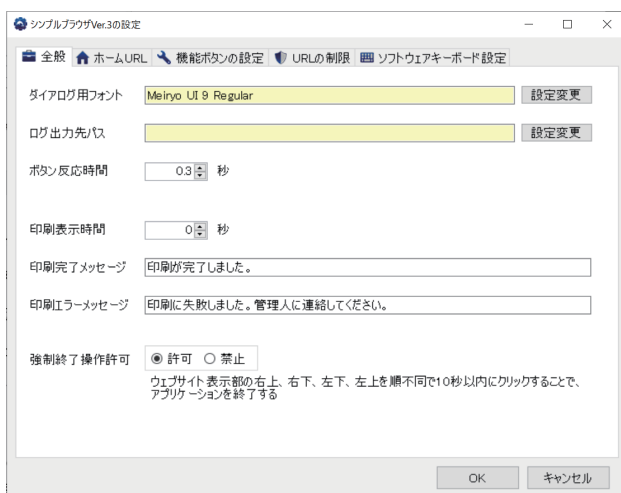 シンプルブラウザVer.3の設定
全般 ホームURL 機能ボタンの設定 URLの制限 ソフトウェアキーボード設定
ダイアログ用フォント Meiryo UI 9 Regular 設定変更
ログ出力先パス 設定変更
ボタン反応時間 0.3 秒
印刷表示時間 0 秒
印刷完了メッセージ 印刷が完了しました。
印刷エラーメッセージ 印刷に失敗しました。管理人に連絡してください。
強制終了操作許可 許可 禁止
ウェブサイト表示部の右上、右下、左下、左上を順不同で10秒以内にクリックすることで、
アプリケーションを終了する
OK キャンセル